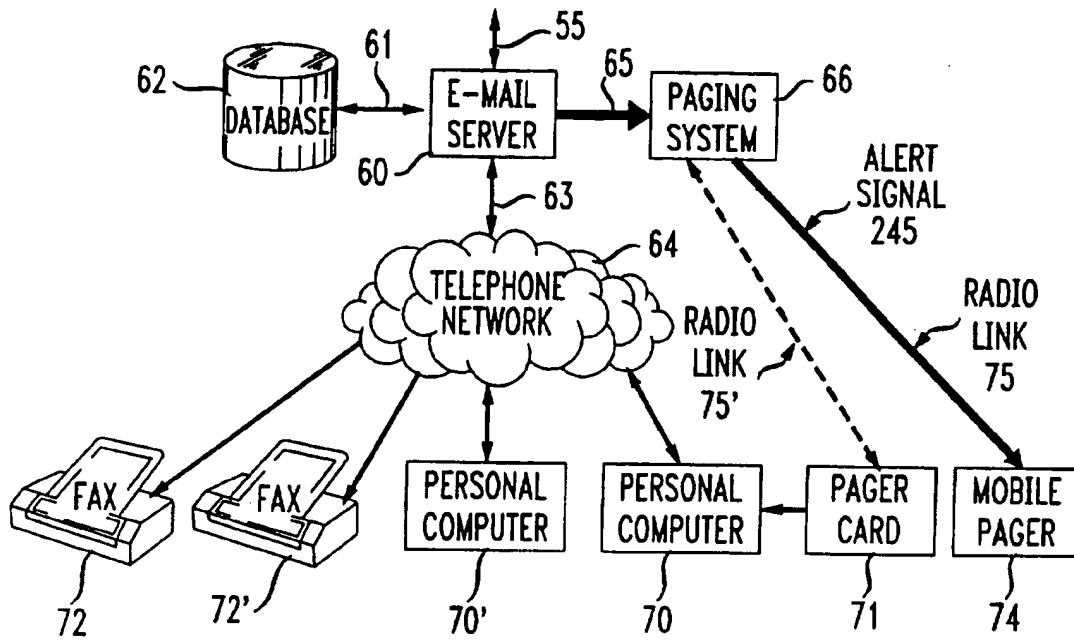 55
61
62
DATABASE
E-MAIL
SERVER
60
65
PAGING
SYSTEM
66
63
ALERT
SIGNAL
245
64
TELEPHONE
NETWORK
RADIO
LINK
75'
RADIO
LINK
75
FAX
FAX
PERSONAL
COMPUTER
PERSONAL
COMPUTER
PAGER
CARD
MOBILE
PAGER
72
72'
70'
70
71
74